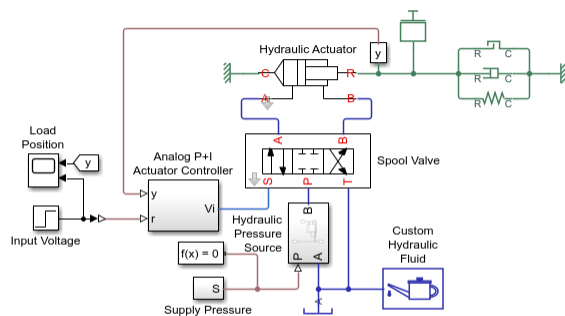 Hydraulic Actuator
y
C
R
R
C
R
C
R
C
A
B
A
B
Spool Valve
S
P
T
Load
Position
y
Analog P+I
Actuator Controller
y
r
Vi
Input Voltage
Hydraulic
Pressure
Source
B
P
A
f(x) = 0
S
Supply Pressure
Custom
Hydraulic
Fluid
A